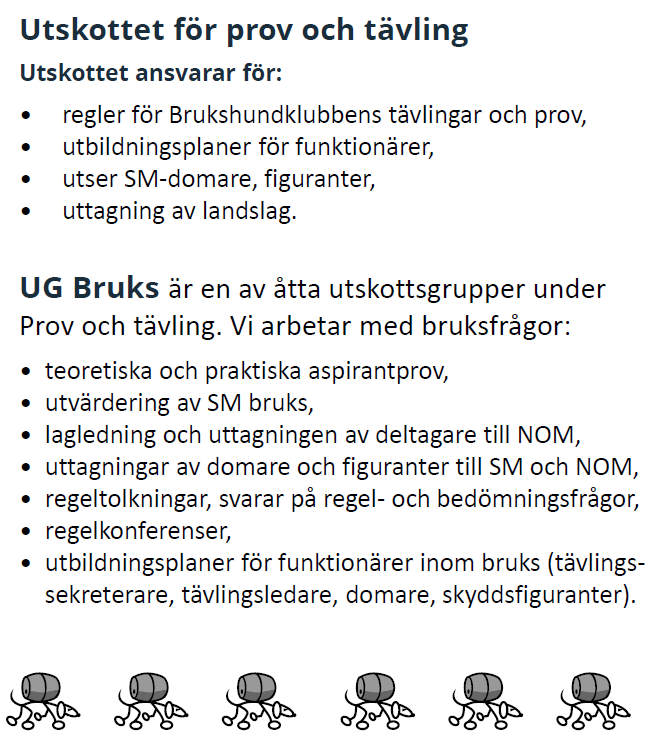 Utskottet för prov och tävling
Utskottet ansvarar för:
• regler för Brukshundklubbens tävlingar och prov,
• utbildningsplaner för funktionärer,
• utser SM-domare, figuranter,
• uttagning av landslag.
UG Bruks är en av åtta utskottsgrupper under
Prov och tävling. Vi arbetar med bruksfrågor:
• teoretiska och praktiska aspirantprov,
• utvärdering av SM bruks,
• lagledning och uttagningen av deltagare till NOM,
• uttagningar av domare och figuranter till SM och NOM,
• regeltolkningar, svarar på regel- och bedömningsfrågor,
• regelkonferenser,
• utbildningsplaner för funktionärer inom bruks (tävlings-
sekreterare, tävlingsledare, domare, skyddsfiguranter).